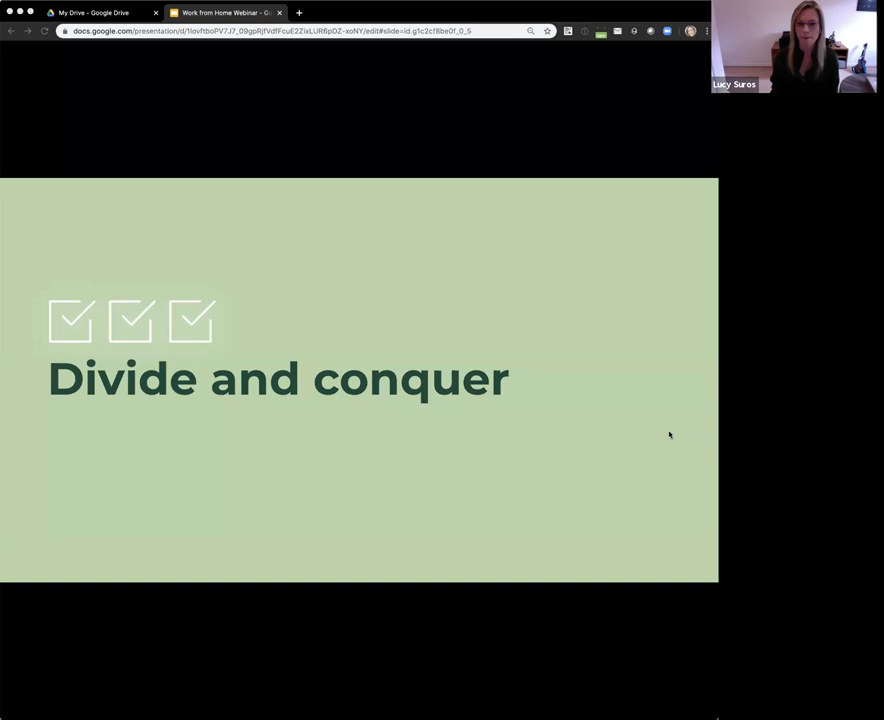 My Drive - Google Drive
Work from Home Webinar - Go
docs.google.com/presentation/d/1IovftboPV7J7_09gpRjfVdfFcuE2ZixLUR6pDZ-xoNY/edit#slide=id.g1c2cf8be0f_0_5
Lucy Suros
Divide and conquer